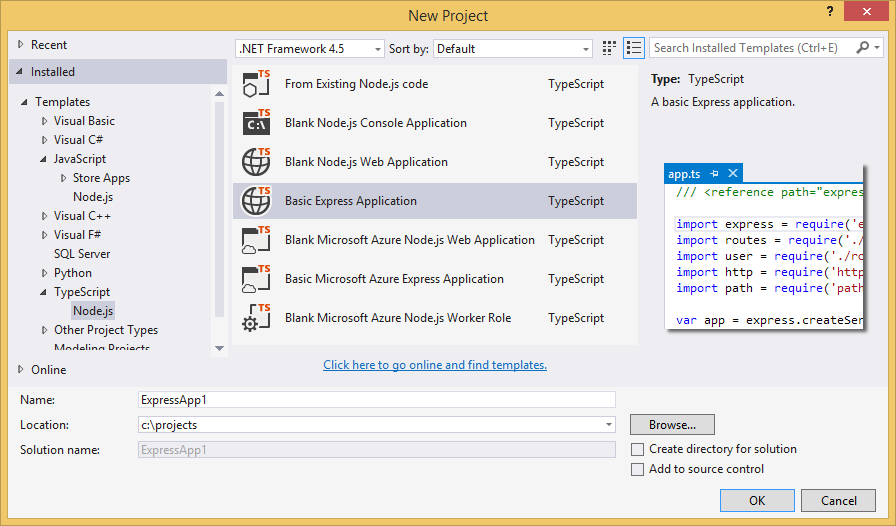 New Project
?
Recent
Installed
Templates
Visual Basic
Visual C#
JavaScript
Store Apps
Node.js
Visual C++
Visual F#
SQL Server
Python
TypeScript
Node.js
Other Project Types
Modeling Projects
Online
.NET Framework 4.5
Sort by:
Default
Search Installed Templates (Ctrl+E)
TS From Existing Node.js code TypeScript
TS C:\ Blank Node.js Console Application TypeScript
TS Blank Node.js Web Application TypeScript
TS Basic Express Application TypeScript
TS Blank Microsoft Azure Node.js Web Application TypeScript
TS Basic Microsoft Azure Express Application TypeScript
TS Blank Microsoft Azure Node.js Worker Role TypeScript
Click here to go online and find templates.
Type: TypeScript
A basic Express application.
app.ts
/// <reference path="expres
import express = require('e
import routes = require('./
import user = require('./ro
import http = require('http
import path = require('path
var app = express.createSer
Name: ExpressApp1
Location: c:\projects
Browse...
Solution name: ExpressApp1
Create directory for solution
Add to source control
OK
Cancel